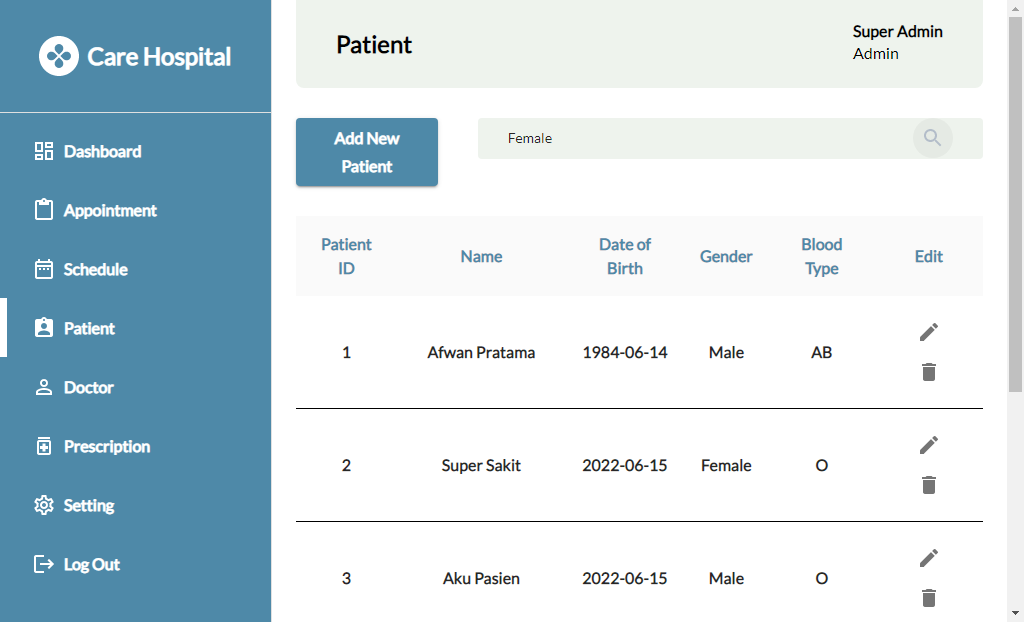 Care Hospital
Dashboard
Appointment
Schedule
Patient
Doctor
Prescription
Setting
Log Out
Patient
Super Admin
Admin
Add New
Patient
Female
Patient ID Name Date of Birth Gender Blood Type Edit
1 Afwan Pratama 1984-06-14 Male AB
2 Super Sakit 2022-06-15 Female O
3 Aku Pasien 2022-06-15 Male O